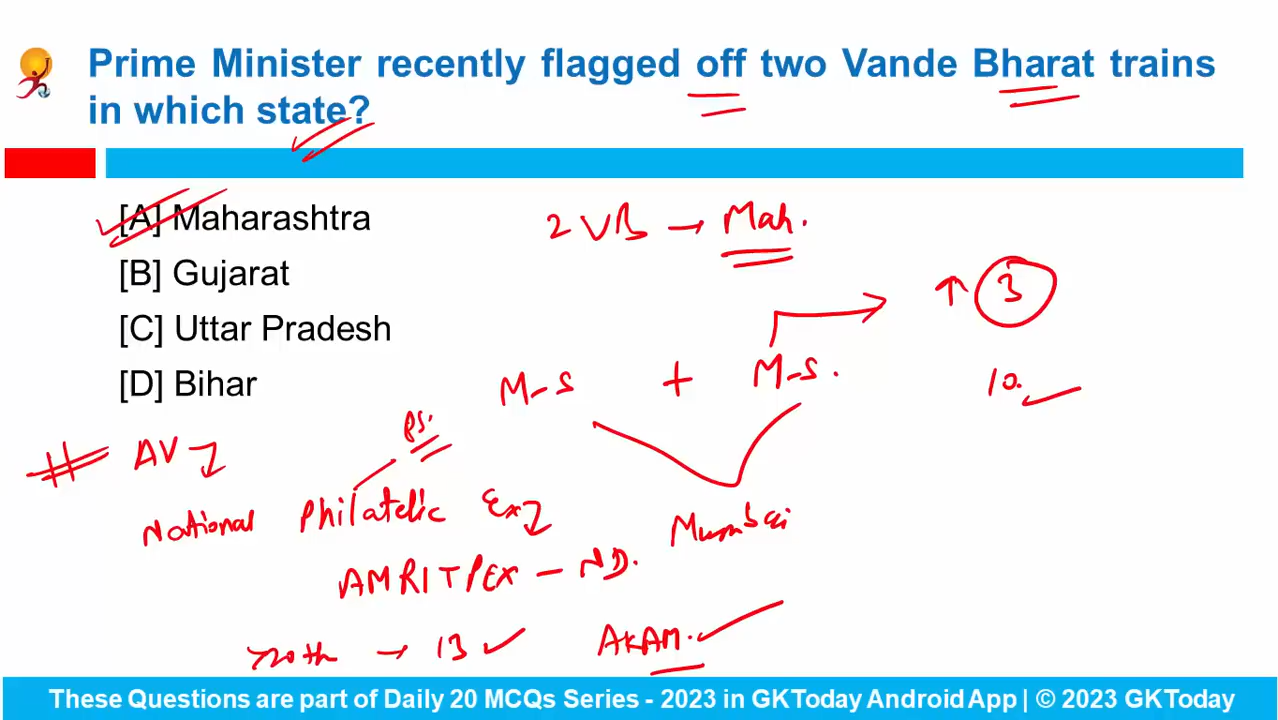 Prime Minister recently flagged off two Vande Bharat trains
in which state?
[A] Maharashtra
2 VB → Mah.
[B] Gujarat
↑ 3
[C] Uttar Pradesh
M-S + M-S.
10.
[D] Bihar
PS.
# AV
National Philatelic Ex
Mumbai
AMRITPEX - ND.
→ 13
AKAM.
These Questions are part of Daily 20 MCQs Series - 2023 in GKToday Android App | © 2023 GKToday